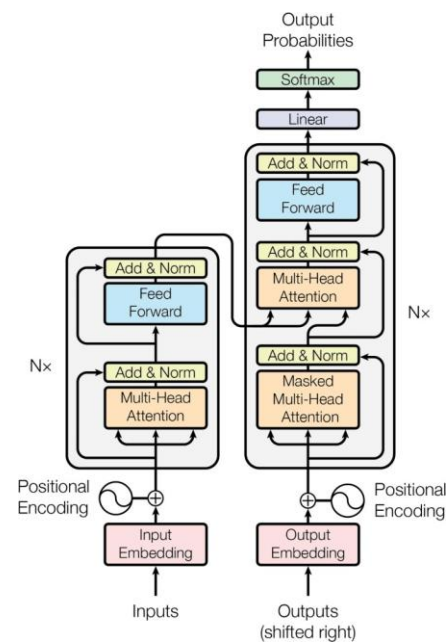 Output
Probabilities
Softmax
Linear
Add & Norm
Feed
Forward
Add & Norm
Multi-Head
Attention
Add & Norm
Masked
Multi-Head
Attention
N×
Add & Norm
Feed
Forward
Add & Norm
Multi-Head
Attention
N×
Positional
Encoding
Positional
Encoding
Input
Embedding
Output
Embedding
Inputs
Outputs
(shifted right)